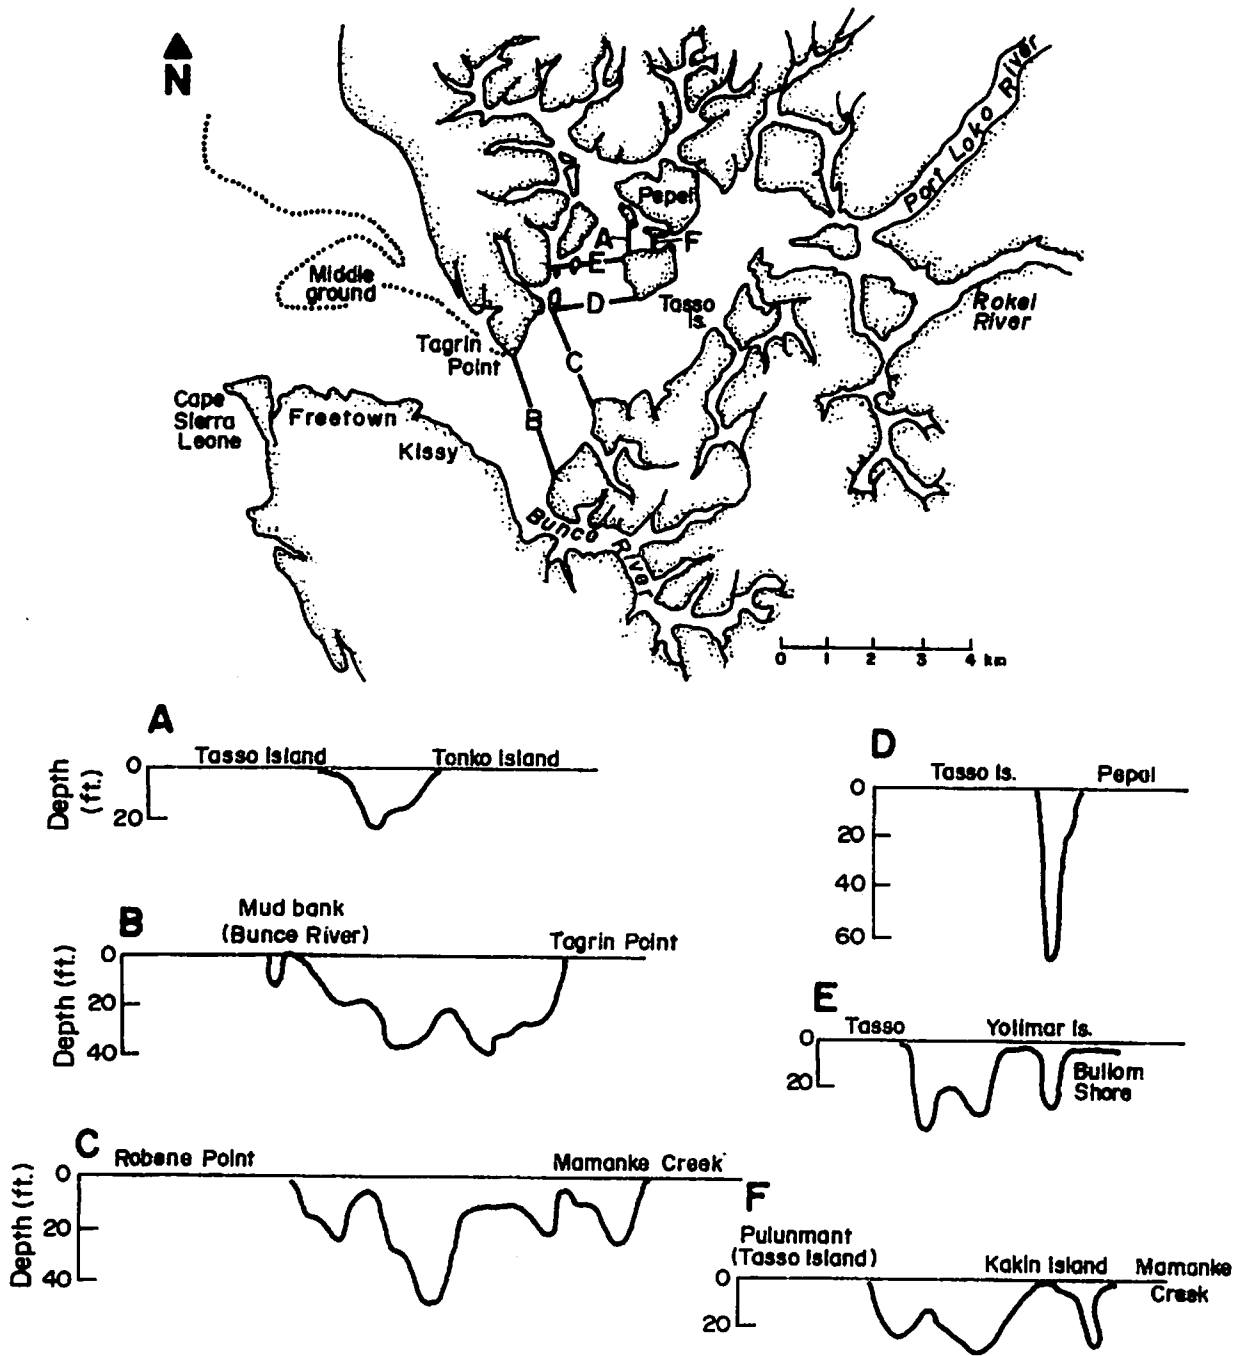 N
Port Loko River
Pepel
A
F
E
Middle
ground
D
Tasso
Is.
Rokel
River
Tagrin
Point
C
Cape
Sierra
Leone
Freetown
B
Kissy
Bunce River
0 1 2 3 4 km
A
Tasso Island Tonko Island
0
Depth
(ft.)
20
D
Tasso Is. Pepel
0
20
40
60
B
Mud bank
(Bunce River)
Tagrin Point
0
Depth (ft.)
20
40
E
Tasso Yolimar Is.
0
20
Bullom
Shore
C
Robane Point Mamanke Creek
0
Depth (ft.)
20
40
F
Pulunmant
(Tasso Island)
Kakin Island Mamanke
Creek
0
20